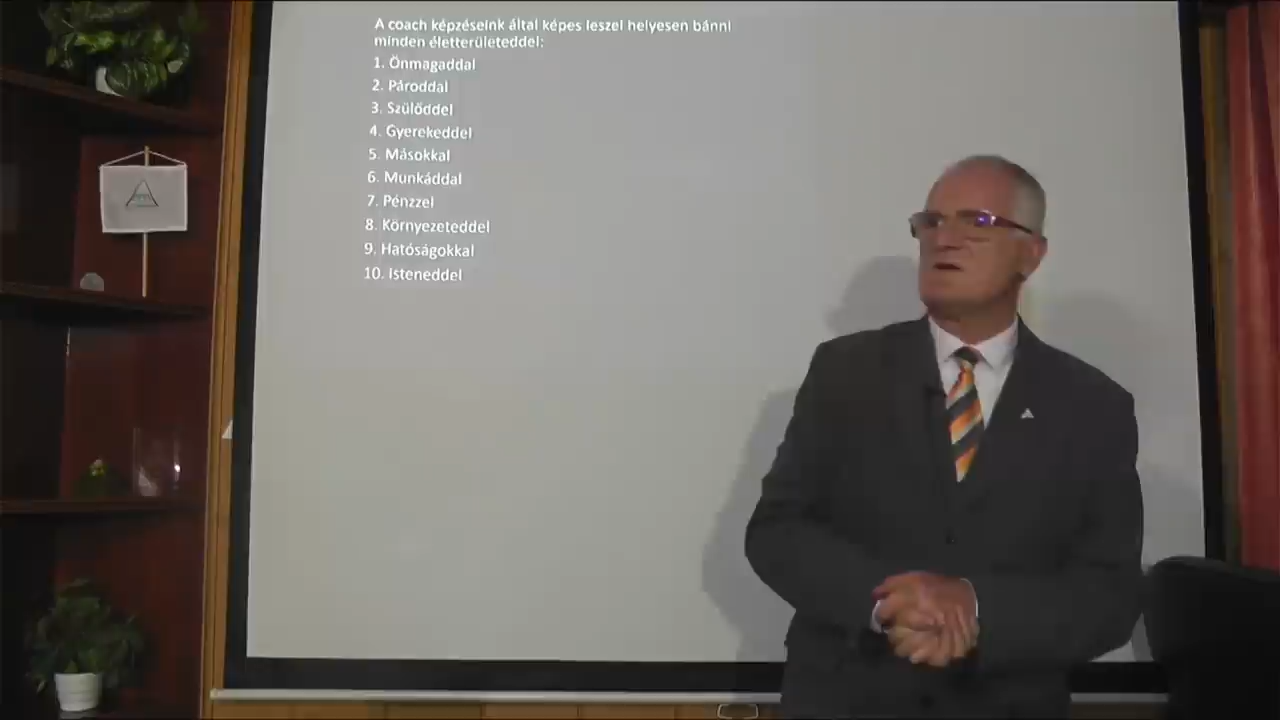 A coach képzéseink által képes leszel helyesen bánni
minden életterületeddel:
1. Önmagaddal
2. Pároddal
3. Szülőddel
4. Gyerekeddel
5. Másokkal
6. Munkáddal
7. Pénzzel
8. Környezeteddel
9. Hatóságokkal
10. Isteneddel